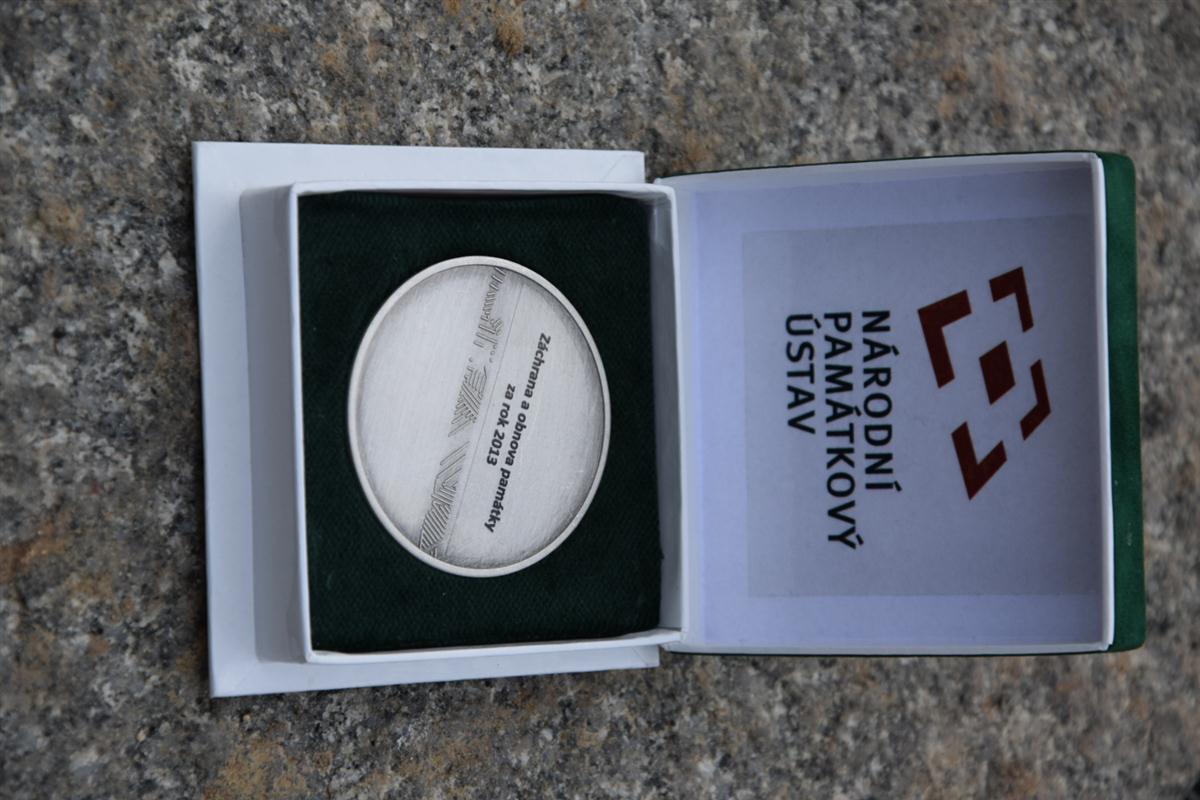 NÁRODNÍ
PAMÁTKOVÝ
ÚSTAV
Záchrana a obnova památky
za rok 2013